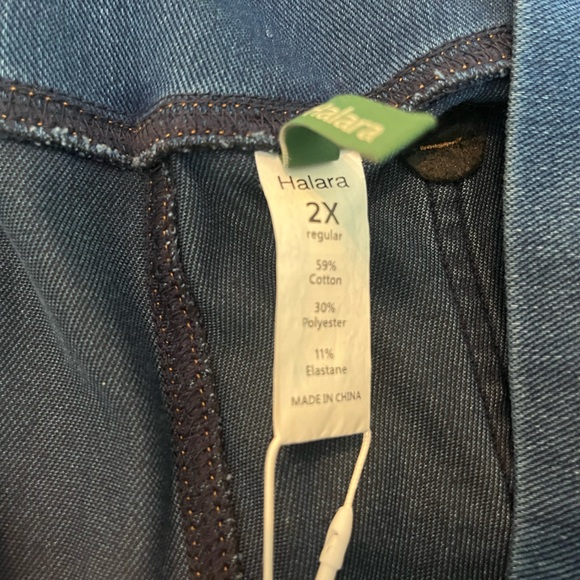 Halara
Halara
2X
regular
59%
Cotton
30%
Polyester
11%
Elastane
MADE IN CHINA